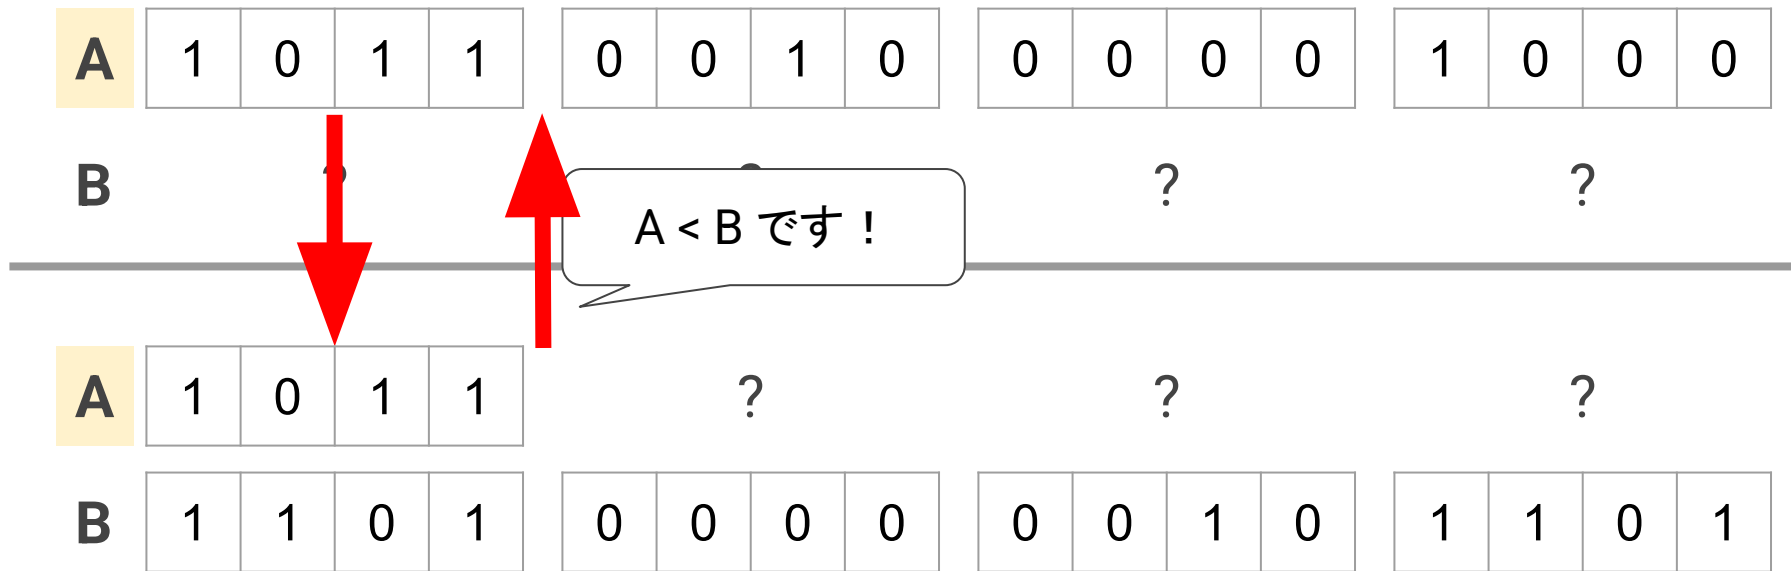 A 1 0 1 1 0 0 1 0 0 0 0 0 1 0 0 0
B ? ? ? ?
A < B です！
A 1 0 1 1 ? ? ?
B 1 1 0 1 0 0 0 0 0 0 1 0 1 1 0 1